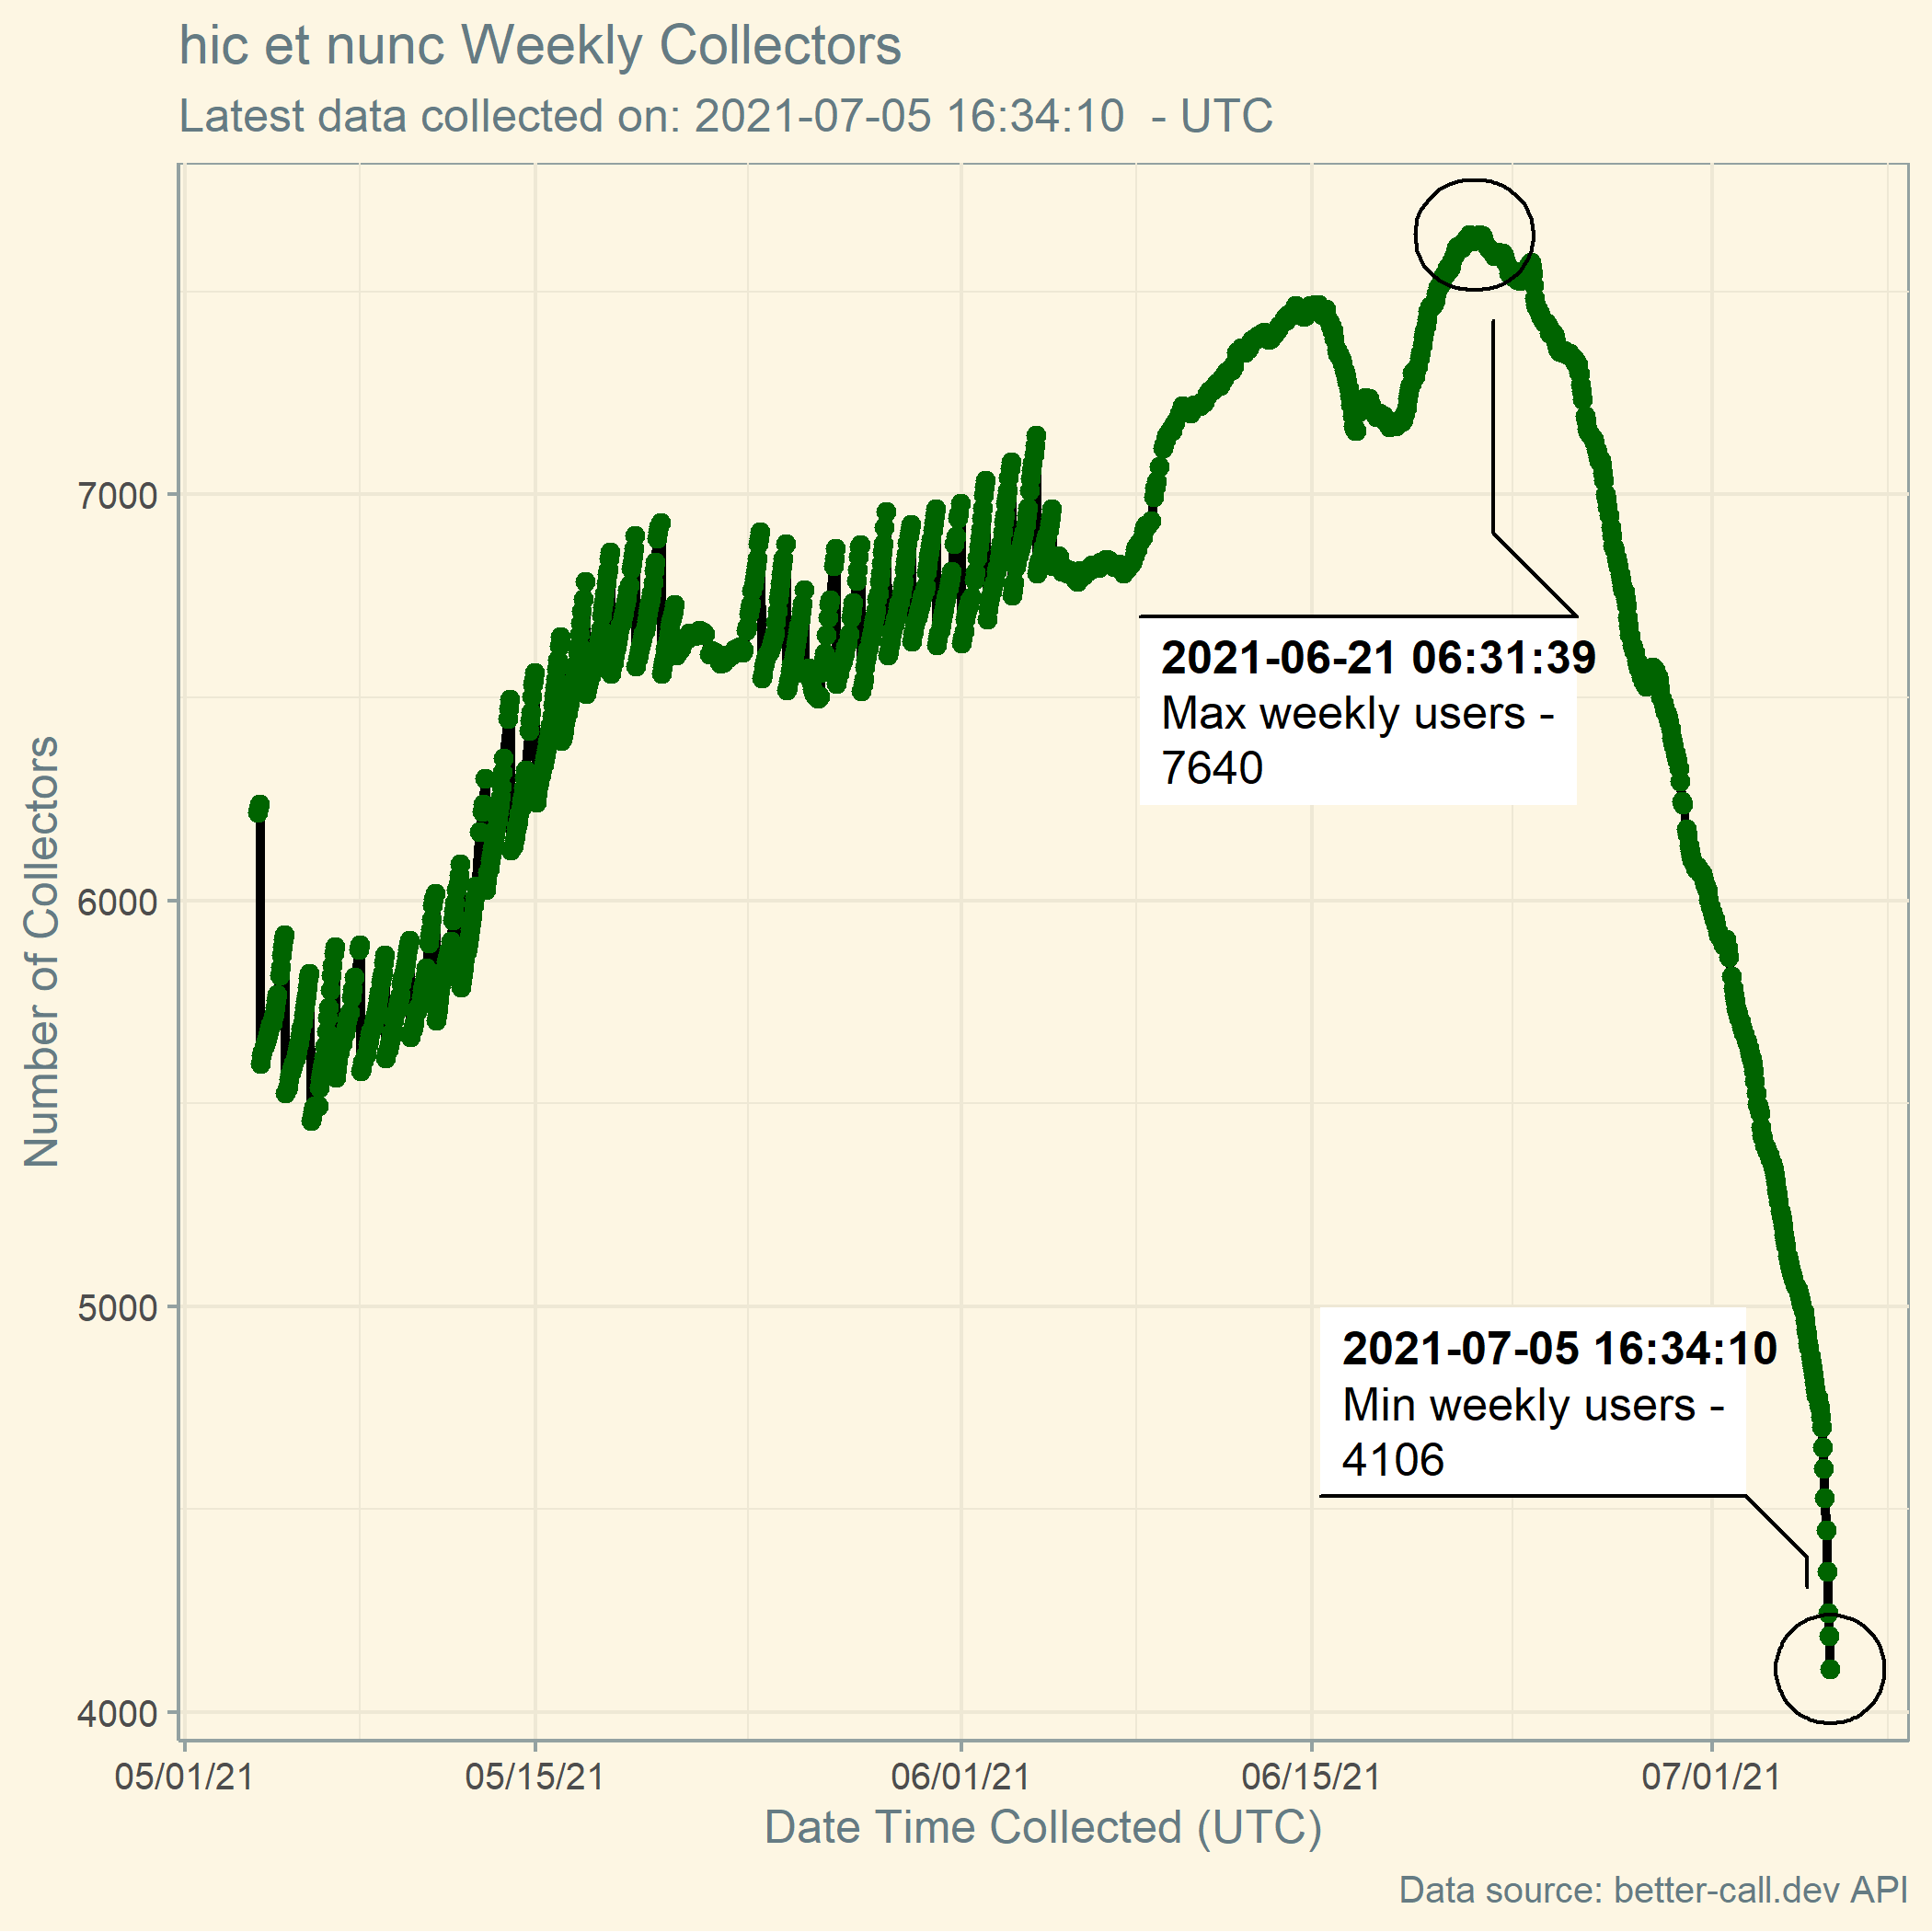 hic et nunc Weekly Collectors
Latest data collected on: 2021-07-05 16:34:10  - UTC
Number of Collectors
7000
6000
5000
4000
2021-06-21 06:31:39
Max weekly users -
7640
2021-07-05 16:34:10
Min weekly users -
4106
05/01/21
05/15/21
06/01/21
06/15/21
07/01/21
Date Time Collected (UTC)
Data source: better-call.dev API